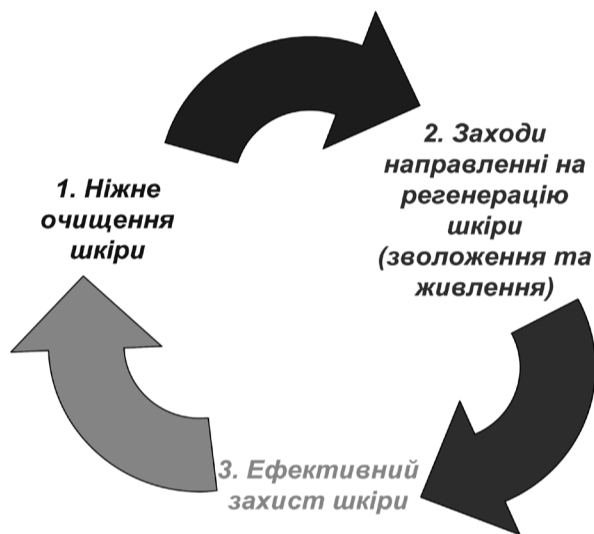 1. Ніжне
очищення
шкіри
2. Заходи
направленні на
регенерацію
шкіри
(зволоження та
живлення)
3. Ефективний
захист шкіри